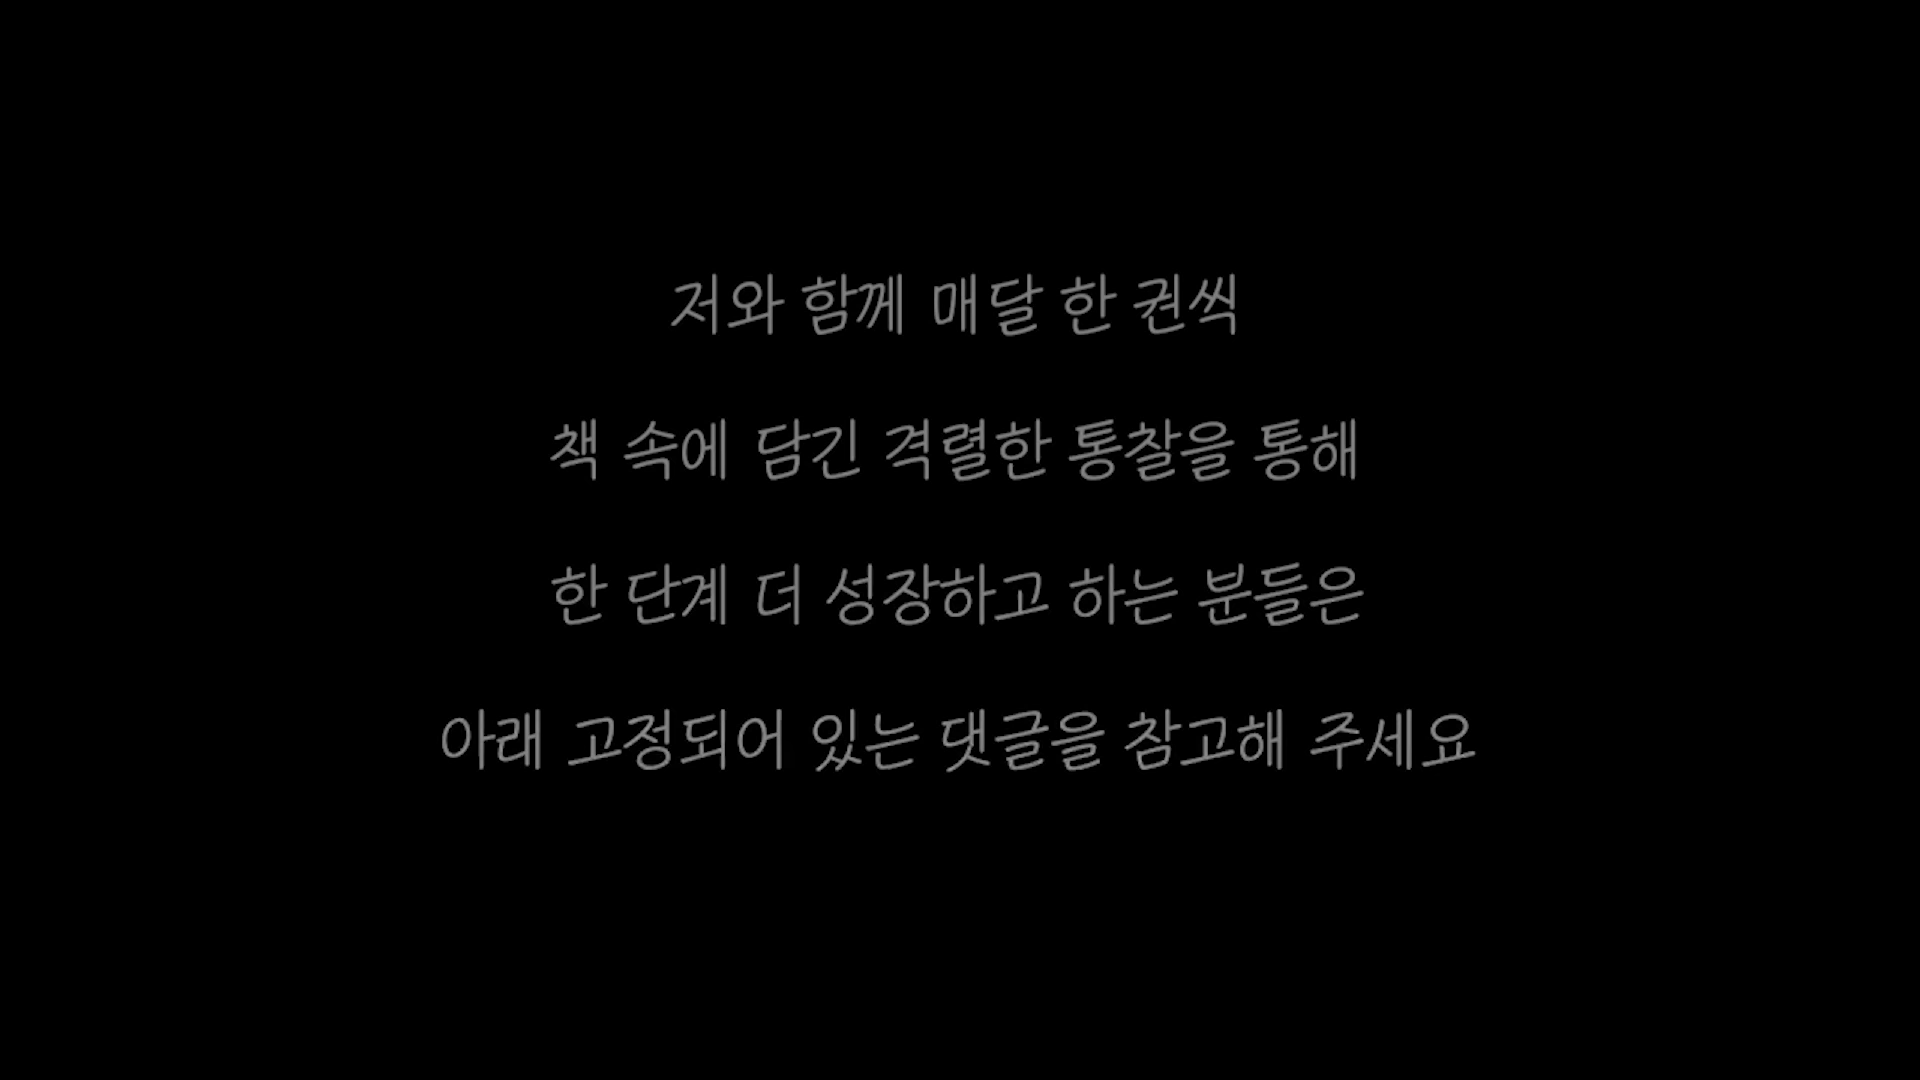 저와 함께 매달 한 권씩
책 속에 담긴 격렬한 통찰을 통해
한 단계 더 성장하고 하는 분들은
아래 고정되어 있는 댓글을 참고해 주세요